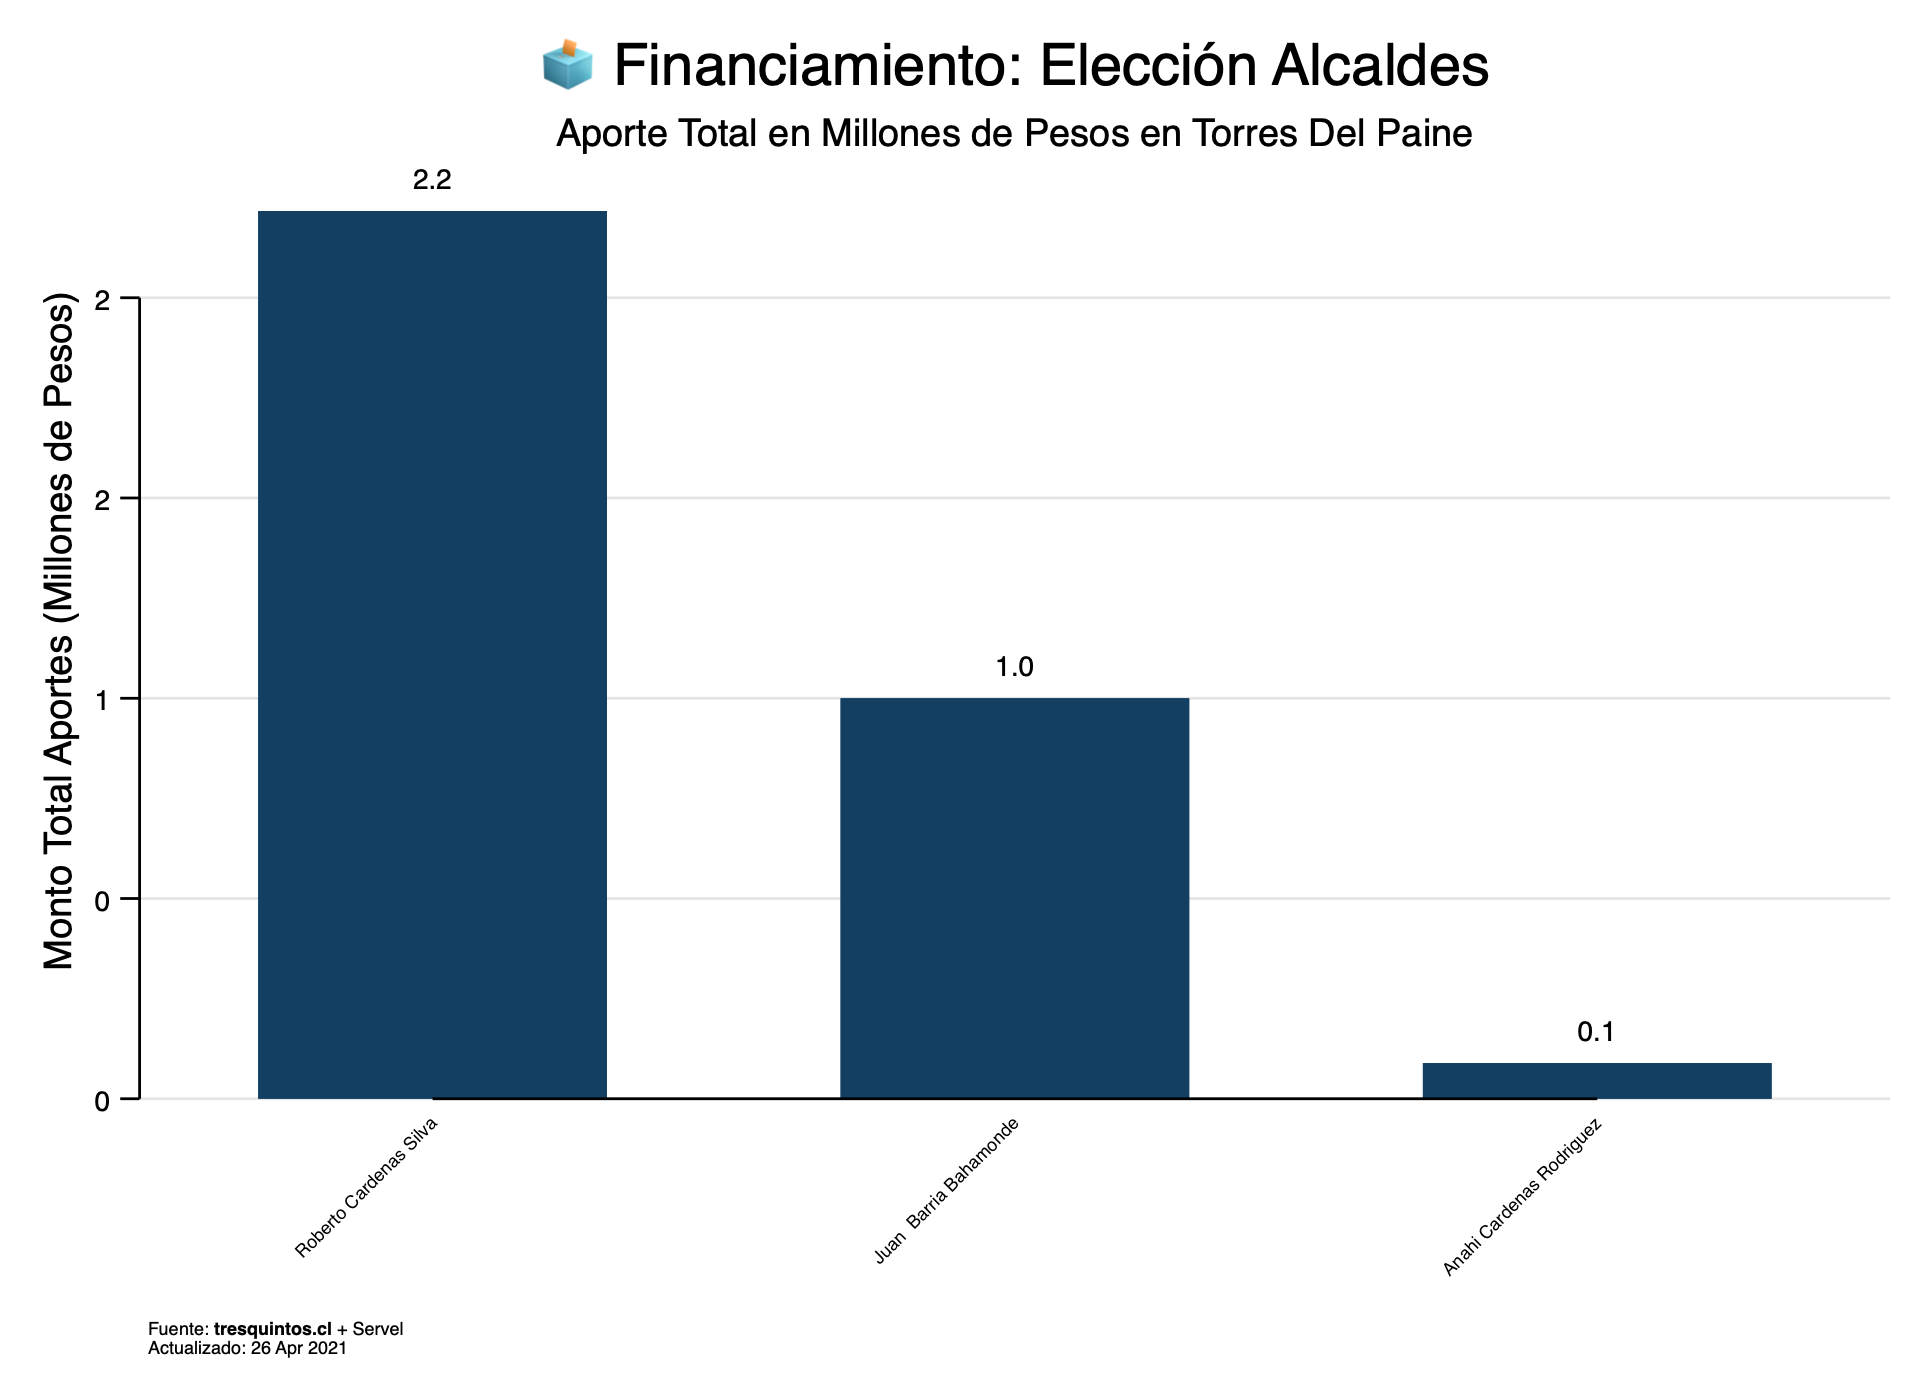 Financiamiento: Elección Alcaldes
Aporte Total en Millones de Pesos en Torres Del Paine
Monto Total Aportes (Millones de Pesos)
2
2
1
0
0
2.2
1.0
0.1
Roberto Cardenas Silva
Juan  Barria Bahamonde
Anahi Cardenas Rodriguez
Fuente: tresquintos.cl + Servel
Actualizado: 26 Apr 2021